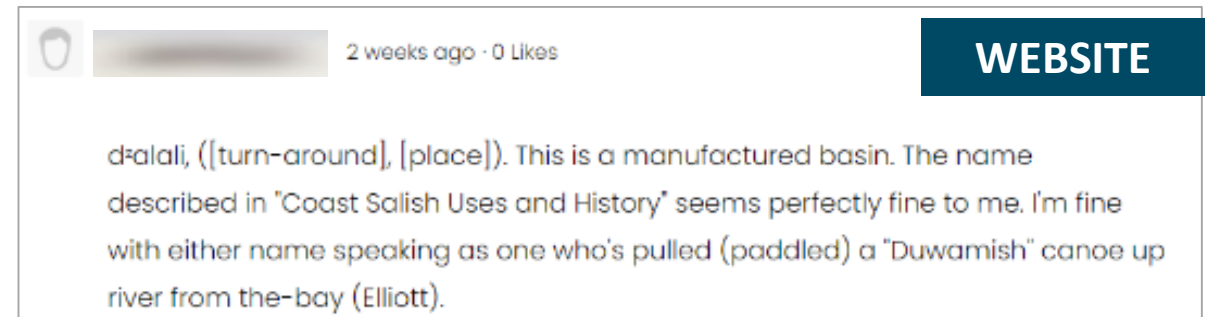 2 weeks ago · 0 Likes
WEBSITE
dᶻalali, ([turn-around], [place]). This is a manufactured basin. The name
described in "Coast Salish Uses and History" seems perfectly fine to me. I'm fine
with either name speaking as one who's pulled (paddled) a "Duwamish" canoe up
river from the-bay (Elliott).